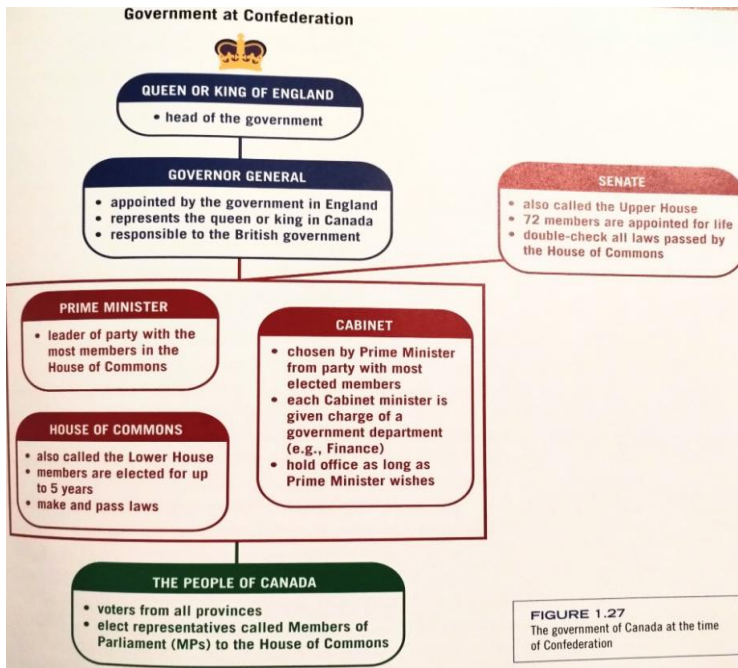 Government at Confederation
QUEEN OR KING OF ENGLAND
• head of the government
GOVERNOR GENERAL
• appointed by the government in England
• represents the queen or king in Canada
• responsible to the British government
SENATE
• also called the Upper House
• 72 members are appointed for life
• double-check all laws passed by
the House of Commons
PRIME MINISTER
• leader of party with the
most members in the
House of Commons
CABINET
• chosen by Prime Minister
from party with most
elected members
• each Cabinet minister is
given charge of a
government department
(e.g., Finance)
• hold office as long as
Prime Minister wishes
HOUSE OF COMMONS
• also called the Lower House
• members are elected for up
to 5 years
• make and pass laws
THE PEOPLE OF CANADA
• voters from all provinces
• elect representatives called Members of
Parliament (MPs) to the House of Commons
FIGURE 1.27
The government of Canada at the time
of Confederation